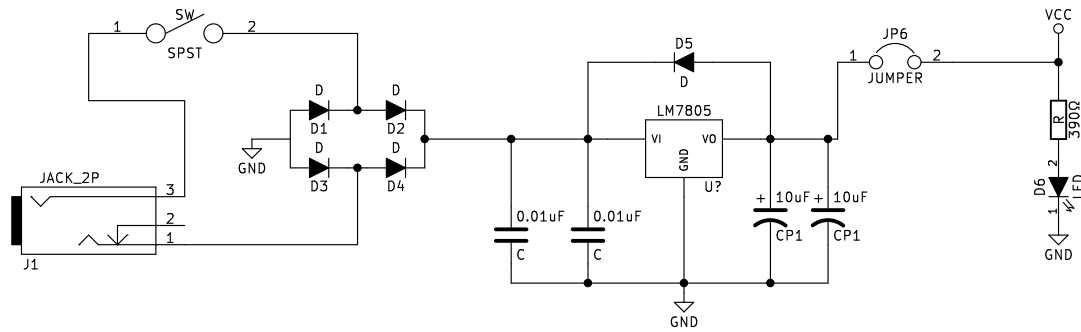 SW
1
2
SPST
VCC
JP6
1
2
JUMPER
D5
D
D
D
D1
D2
LM7805
VI
VO
GND
U?
R
390Ω
GND
D
D
D3
D4
JACK_2P
3
2
1
J1
0.01uF
C
0.01uF
C
+
10uF
CP1
+
10uF
CP1
2
D6
LED
1
GND
GND